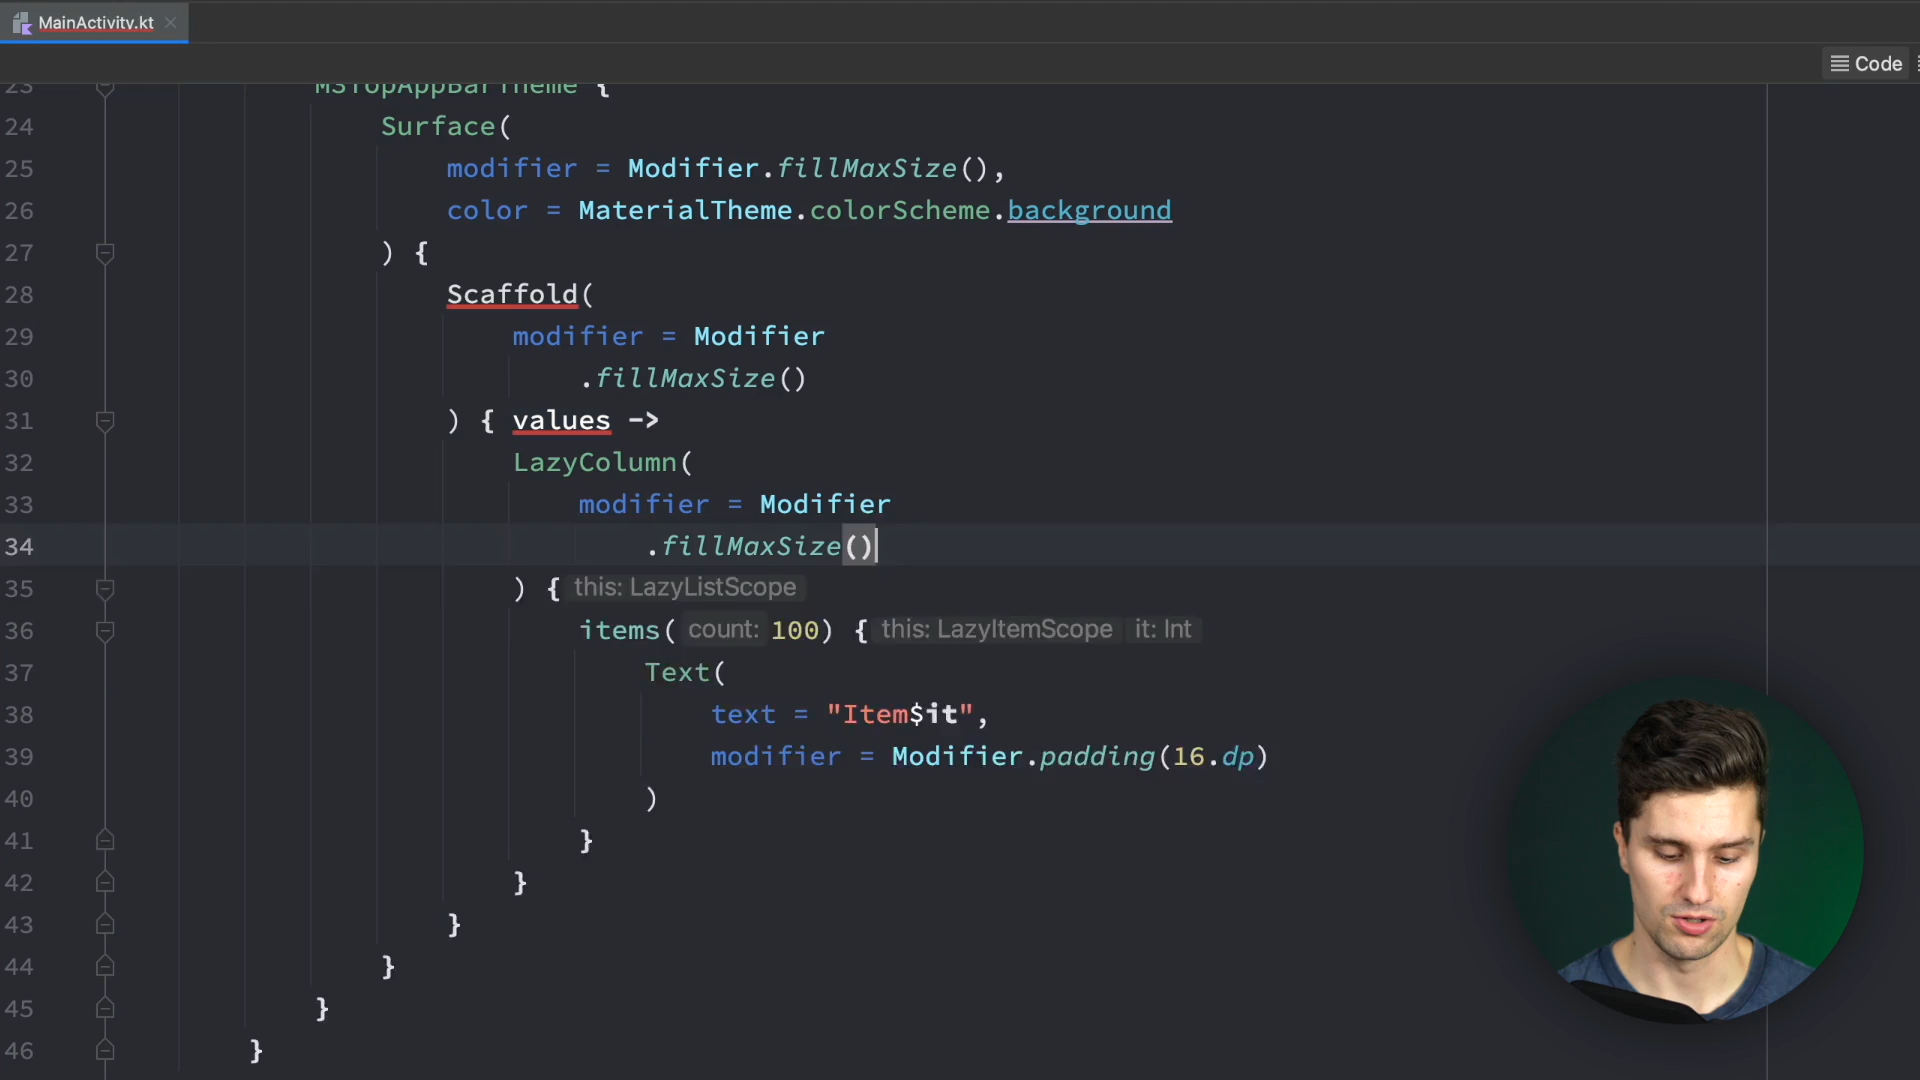 MainActivity.kt
Code
23 MSTopAppBarTheme {
24 Surface(
25 modifier = Modifier.fillMaxSize(),
26 color = MaterialTheme.colorScheme.background
27 ) {
28 Scaffold(
29 modifier = Modifier
30 .fillMaxSize()
31 ) { values ->
32 LazyColumn(
33 modifier = Modifier
34 .fillMaxSize()
35 ) { this: LazyListScope
36 items( count: 100) { this: LazyItemScope it: Int
37 Text(
38 text = "Item$it",
39 modifier = Modifier.padding(16.dp)
40 )
41 }
42 }
43 }
44 }
45 }
46 }